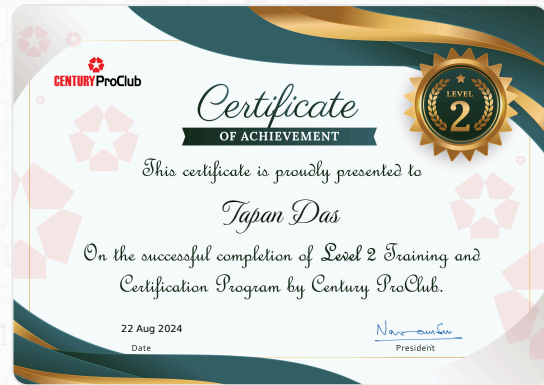 CENTURY ProClub
LEVEL
2
Certificate
OF ACHIEVEMENT
This certificate is proudly presented to
Tapan Das
On the successful completion of Level 2 Training and
Certification Program by Century ProClub.
22 Aug 2024
Date
President